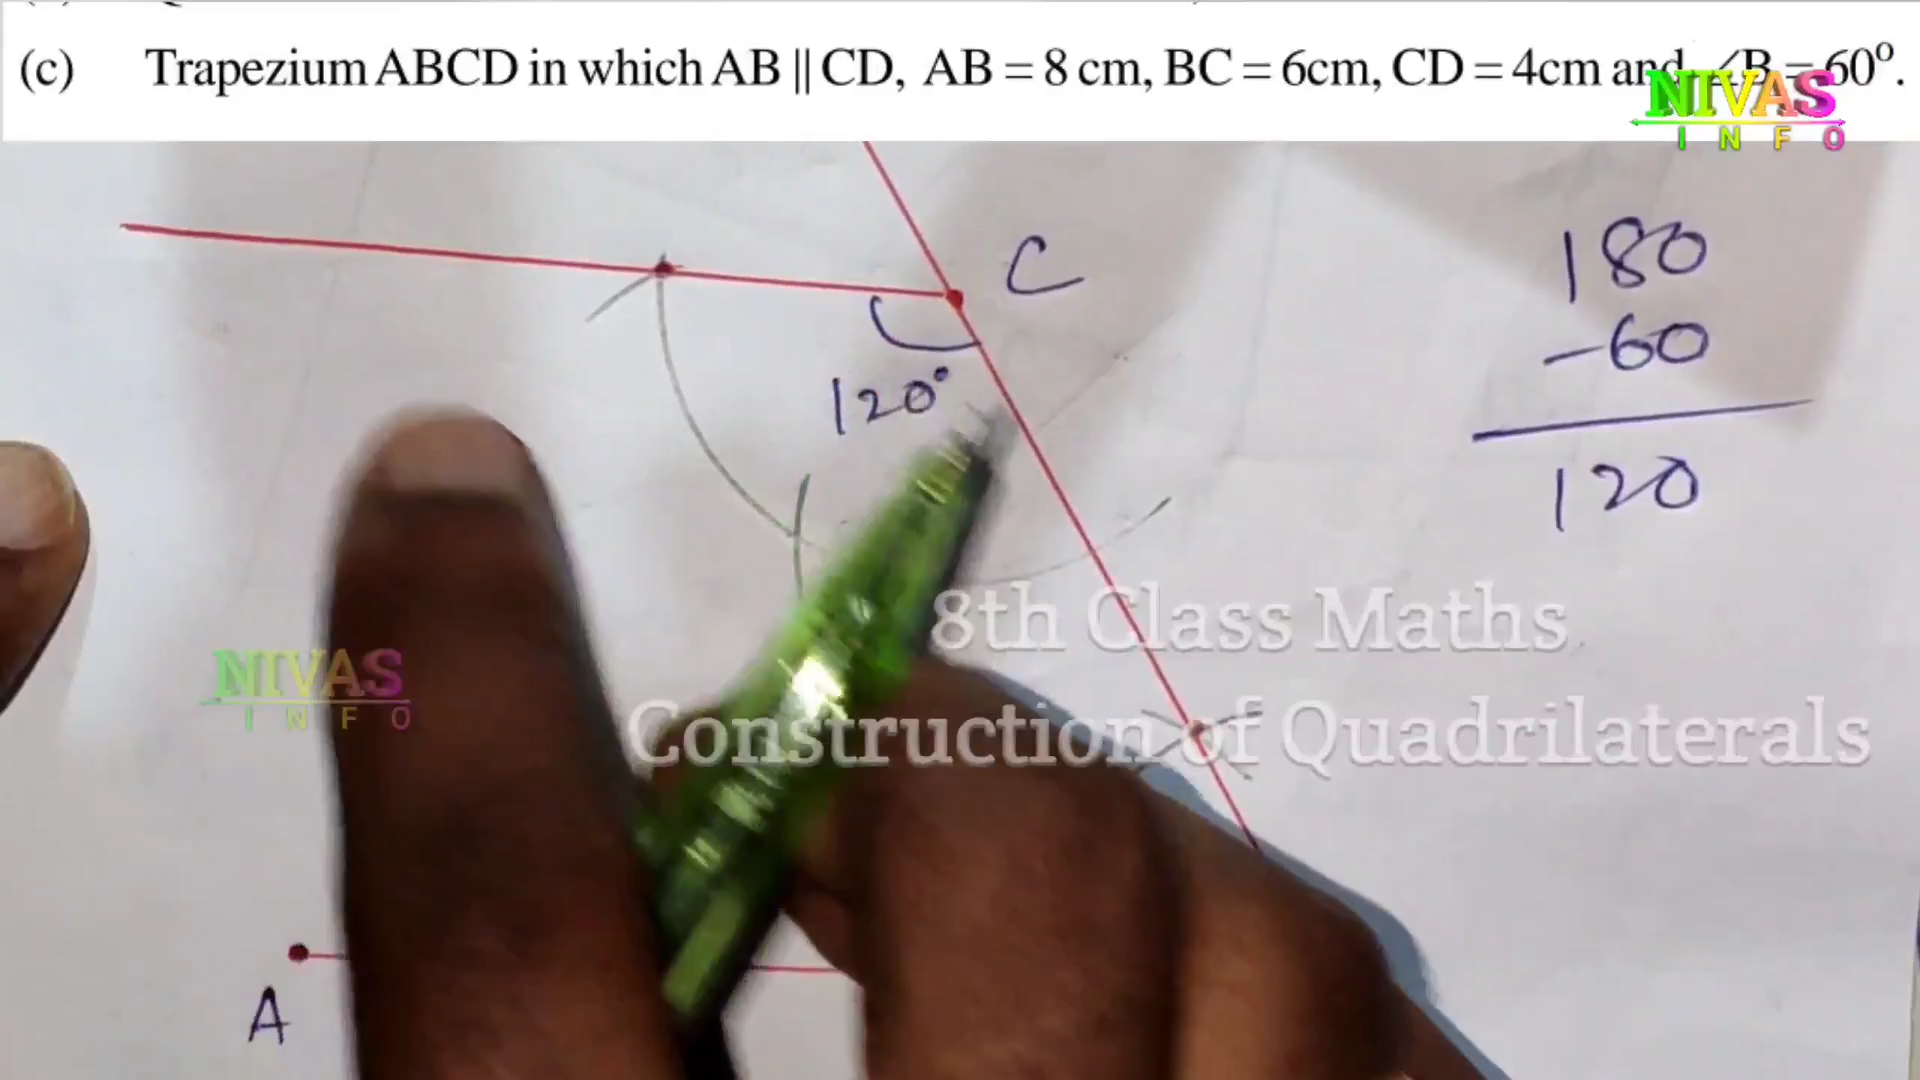 (c) Trapezium ABCD in which AB || CD, AB = 8 cm, BC = 6cm, CD = 4cm and ∠B = 60°.
NIVAS
INFO
C
180
-60
120°
120
8th Class Maths
NIVAS
INFO
Construction of Quadrilaterals
A